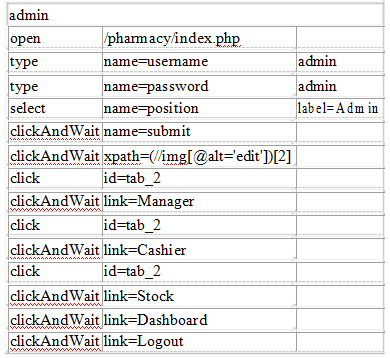 admin
open /pharmacy/index.php
type name=username admin
type name=password admin
select name=position label=Admin
clickAndWait name=submit
clickAndWait xpath=(//img[@alt='edit'])[2]
click id=tab_2
clickAndWait link=Manager
click id=tab_2
clickAndWait link=Cashier
click id=tab_2
clickAndWait link=Stock
clickAndWait link=Dashboard
clickAndWait link=Logout